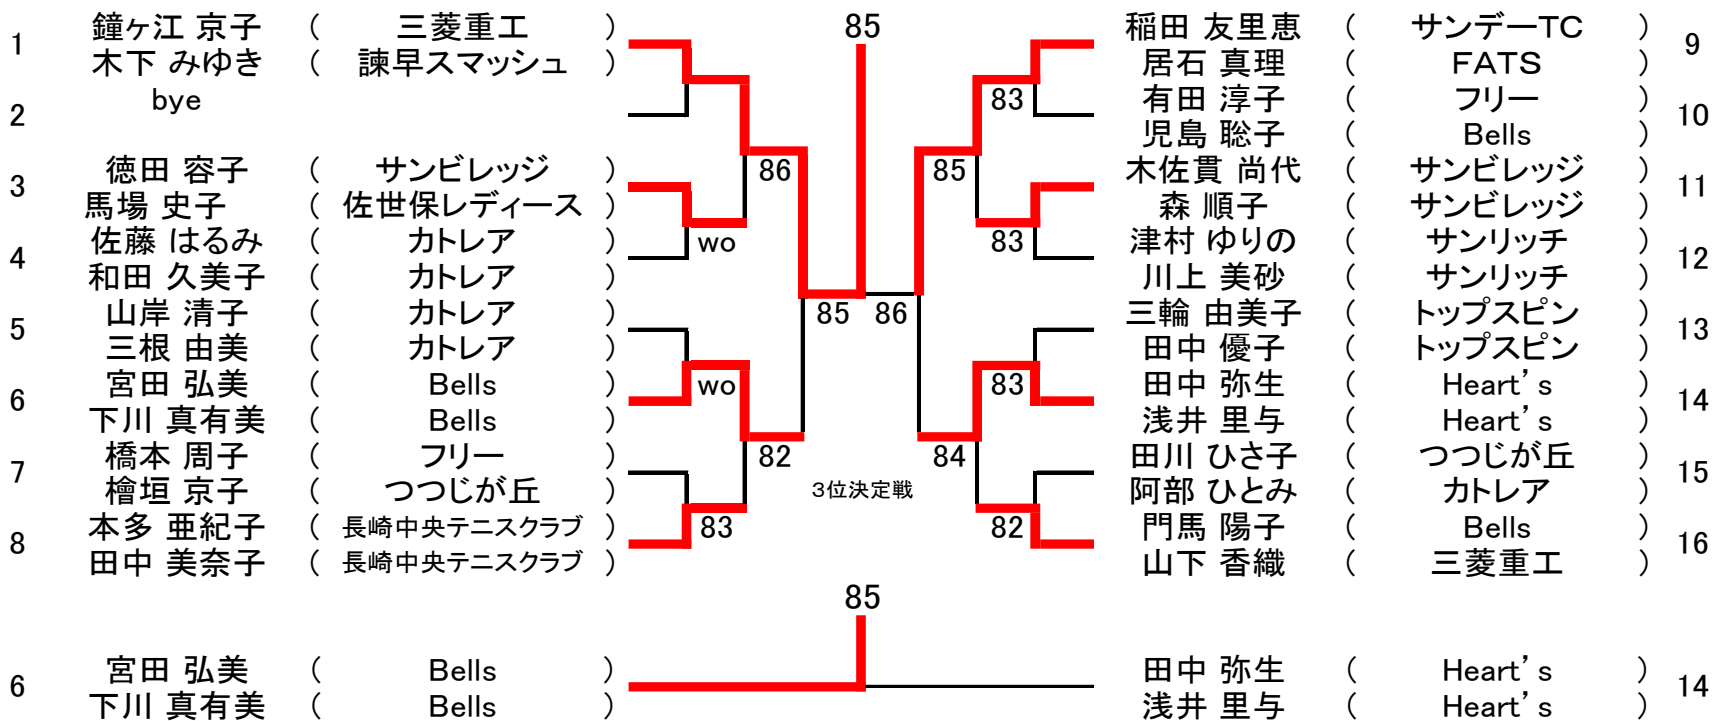 85
1 鐘ヶ江 京子 ( 三菱重工 )
木下 みゆき ( 諫早スマッシュ )
2 bye
3 徳田 容子 ( サンビレッジ )
馬場 史子 ( 佐世保レディース )
4 佐藤 はるみ ( カトレア )
和田 久美子 ( カトレア )
5 山岸 清子 ( カトレア )
三根 由美 ( カトレア )
6 宮田 弘美 ( Bells )
下川 真有美 ( Bells )
7 橋本 周子 ( フリー )
檜垣 京子 ( つつじが丘 )
8 本多 亜紀子 ( 長崎中央テニスクラブ )
田中 美奈子 ( 長崎中央テニスクラブ )
86
wo
wo
82
83
85 86
83
85
83
83
84
82
稲田 友里恵 ( サンデーTC ) 9
居石 真理 ( FATS )
有田 淳子 ( フリー ) 10
児島 聡子 ( Bells )
木佐貫 尚代 ( サンビレッジ ) 11
森 順子 ( サンビレッジ )
津村 ゆりの ( サンリッチ ) 12
川上 美砂 ( サンリッチ )
三輪 由美子 ( トップスピン ) 13
田中 優子 ( トップスピン )
田中 弥生 ( Heart's ) 14
浅井 里与 ( Heart's )
田川 ひさ子 ( つつじが丘 ) 15
阿部 ひとみ ( カトレア )
門馬 陽子 ( Bells ) 16
山下 香織 ( 三菱重工 )
3位決定戦
85
6 宮田 弘美 ( Bells )
下川 真有美 ( Bells )
田中 弥生 ( Heart's ) 14
浅井 里与 ( Heart's )